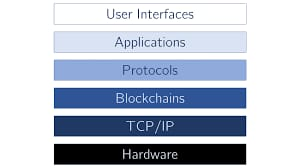 User Interfaces
Applications
Protocols
Blockchains
TCP/IP
Hardware